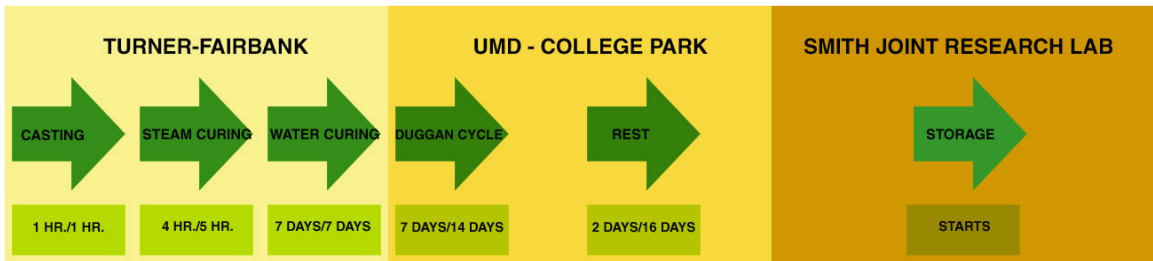 TURNER-FAIRBANK
UMD - COLLEGE PARK
SMITH JOINT RESEARCH LAB
CASTING
STEAM CURING
WATER CURING
DUGGAN CYCLE
REST
STORAGE
1 HR./1 HR.
4 HR./5 HR.
7 DAYS/7 DAYS
7 DAYS/14 DAYS
2 DAYS/16 DAYS
STARTS